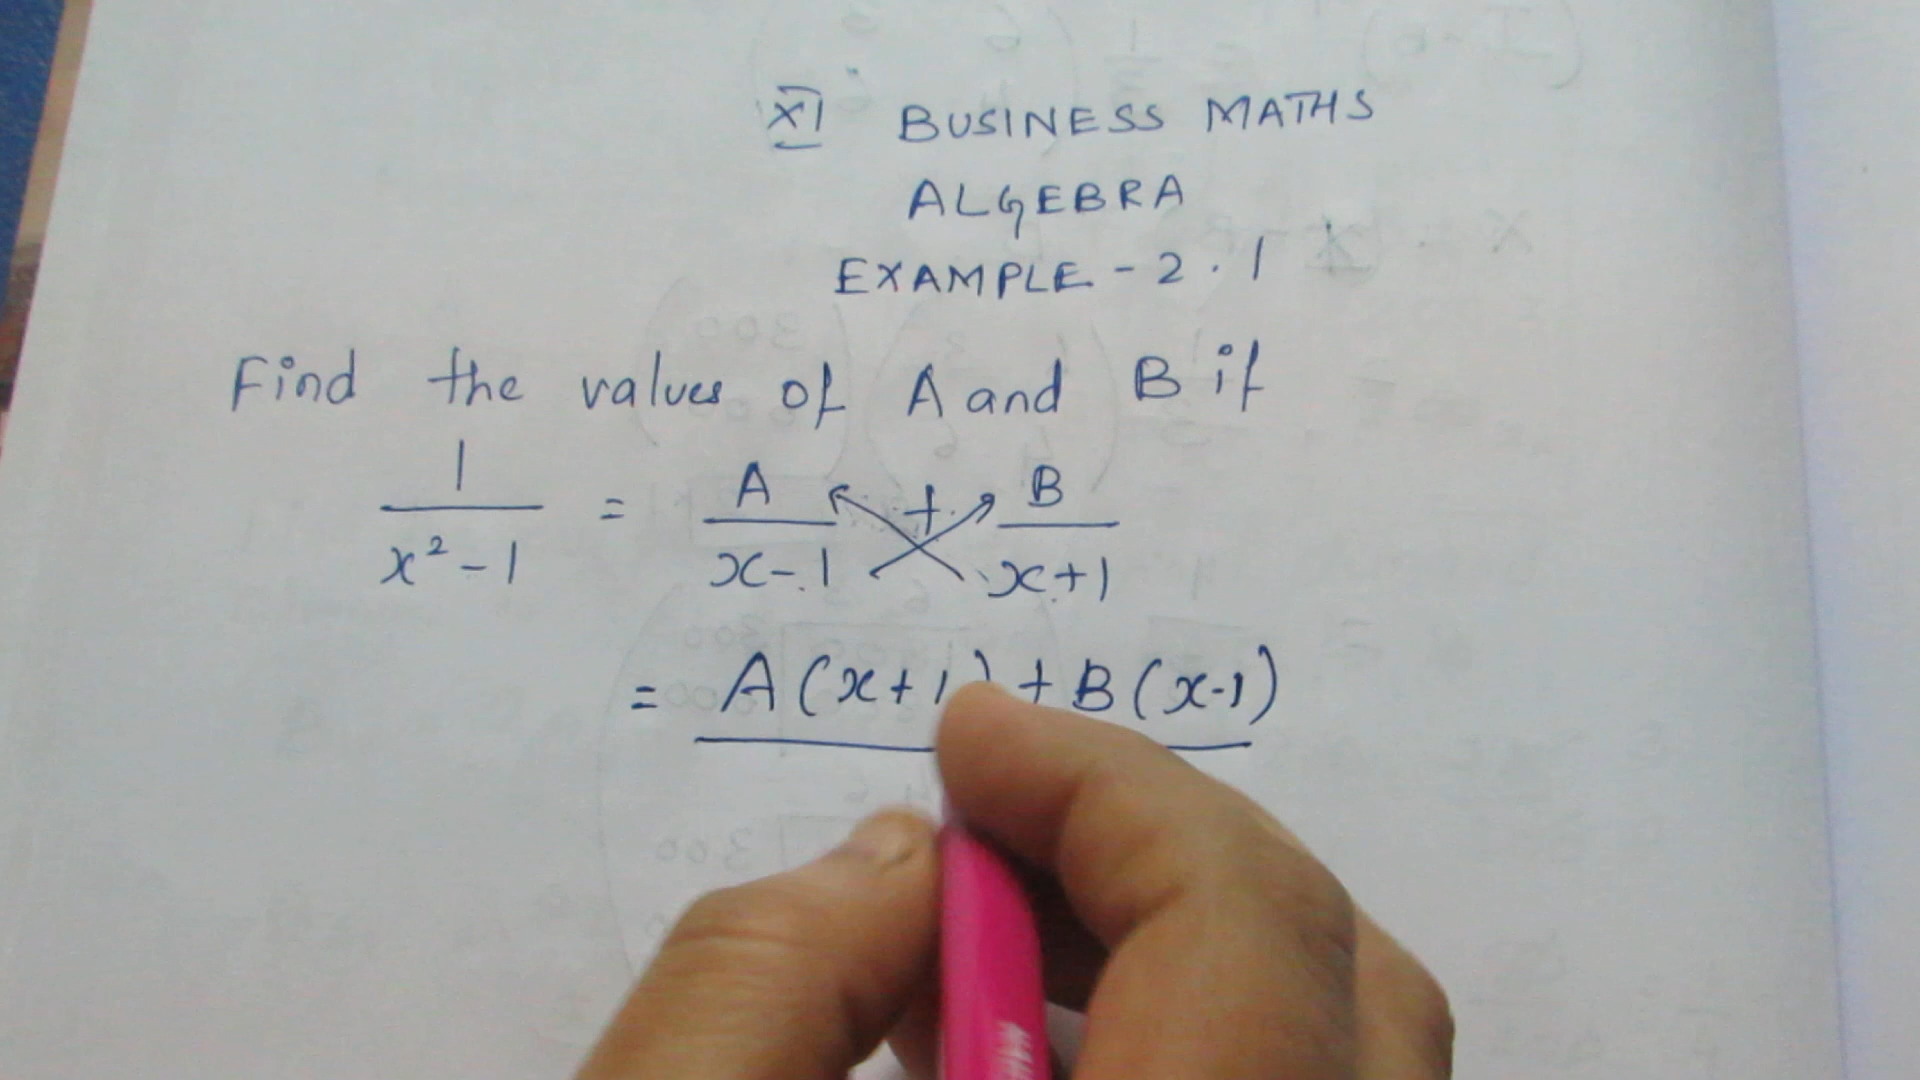 XI BUSINESS MATHS
ALGEBRA
EXAMPLE - 2.1
Find the values of A and B if
1/(x² - 1) = A/(x - 1) + B/(x + 1)
= A(x+1) + B(x-1)